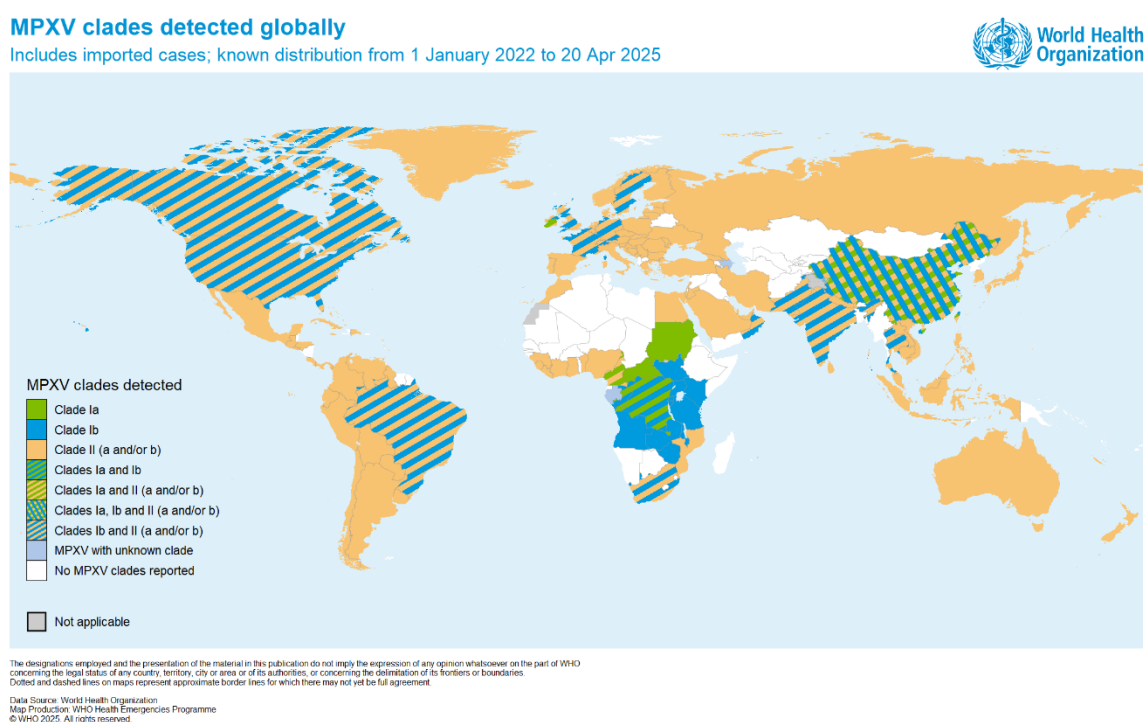 MPXV clades detected globally
Includes imported cases; known distribution from 1 January 2022 to 20 Apr 2025
World Health
Organization
MPXV clades detected
Clade Ia
Clade Ib
Clade II (a and/or b)
Clades Ia and Ib
Clades Ia and II (a and/or b)
Clades Ia, Ib and II (a and/or b)
Clades Ib and II (a and/or b)
MPXV with unknown clade
No MPXV clades reported
Not applicable
The designations employed and the presentation of the material in this publication do not imply the expression of any opinion whatsoever on the part of WHO
concerning the legal status of any country, territory, city or area or of its authorities, or concerning the delimitation of its frontiers or boundaries.
Dotted and dashed lines on maps represent approximate border lines for which there may not yet be full agreement.
Data Source: World Health Organization
Map Production: WHO Health Emergencies Programme
© WHO 2025. All rights reserved.